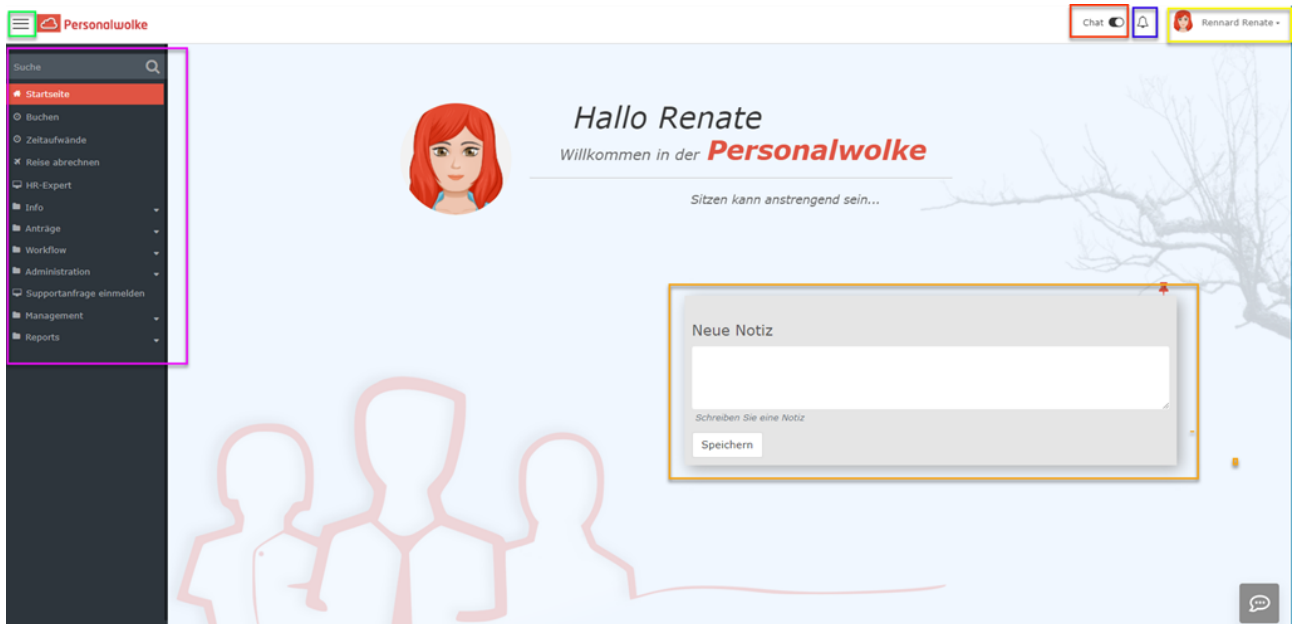 Personalwolke
Chat
Rennard Renate
Suche
Startseite
Buchen
Zeitaufwände
Reise abrechnen
HR-Expert
Info
Anträge
Workflow
Administration
Supportanfrage einmelden
Management
Reports
Hallo Renate
Willkommen in der Personalwolke
Sitzen kann anstrengend sein...
Neue Notiz
Schreiben Sie eine Notiz
Speichern